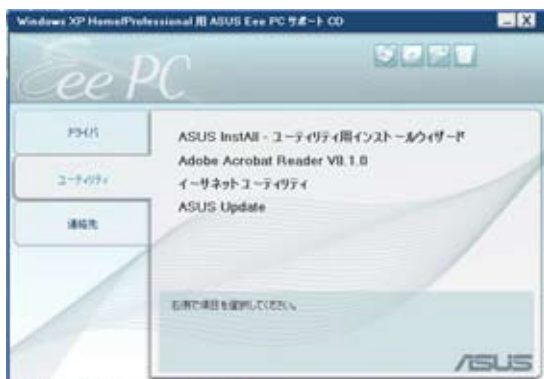 Windows XP Home/Professional 用 ASUS Eee PC サポート CD
Eee PC
ドライバ
ユーティリティ
連絡先
ASUS InstAll - ユーティリティ用インストールウィザード
Adobe Acrobat Reader V8.1.0
イーサネットユーティリティ
ASUS Update
右側で項目を選択してください。
ASUS